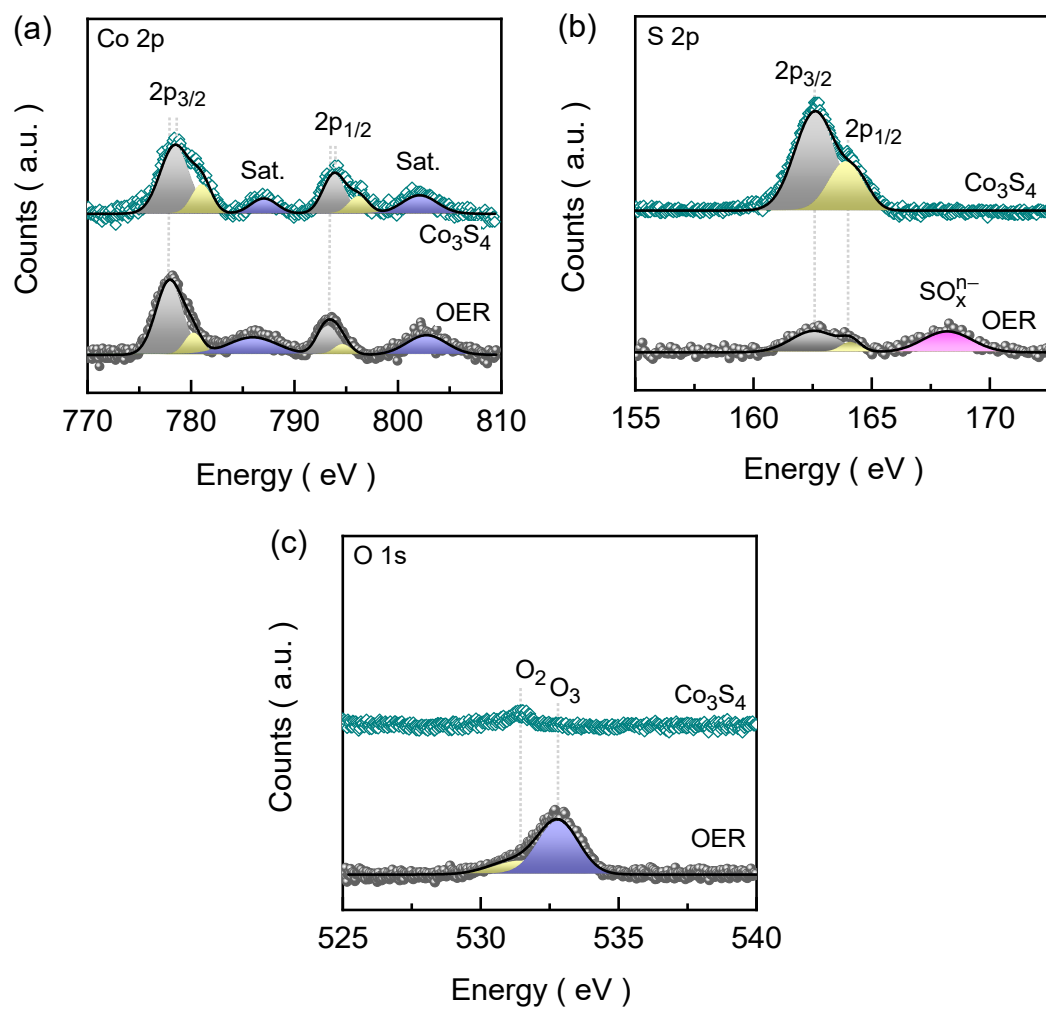 (a)
Co 2p
2p3/2
2p1/2
Sat.
Sat.
Co3S4
OER
Counts ( a.u. )
770 780 790 800 810
Energy ( eV )
(b)
S 2p
2p3/2
2p1/2
Co3S4
SOxn−
OER
Counts ( a.u. )
155 160 165 170
Energy ( eV )
(c)
O 1s
O2
O3
Co3S4
OER
Counts ( a.u. )
525 530 535 540
Energy ( eV )